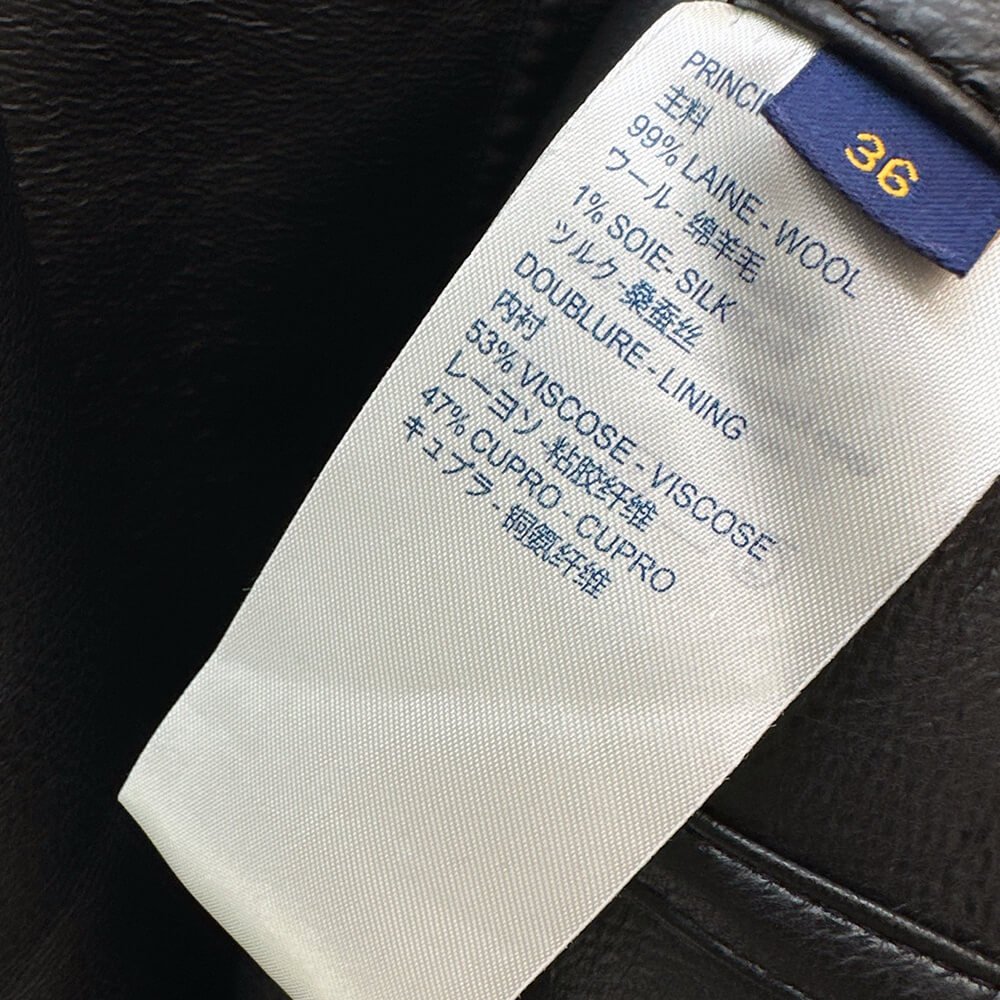 PRINCI
36
主料
99% LAINE - WOOL
ウール - 绵羊毛
1% SOIE- SILK
ツルク -桑蚕丝
DOUBLURE - LINING
内衬
53% VISCOSE - VISCOSE
レーヨソ -粘胶纤维
47% CUPRO - CUPRO
キュプラ - 铜氨纤维